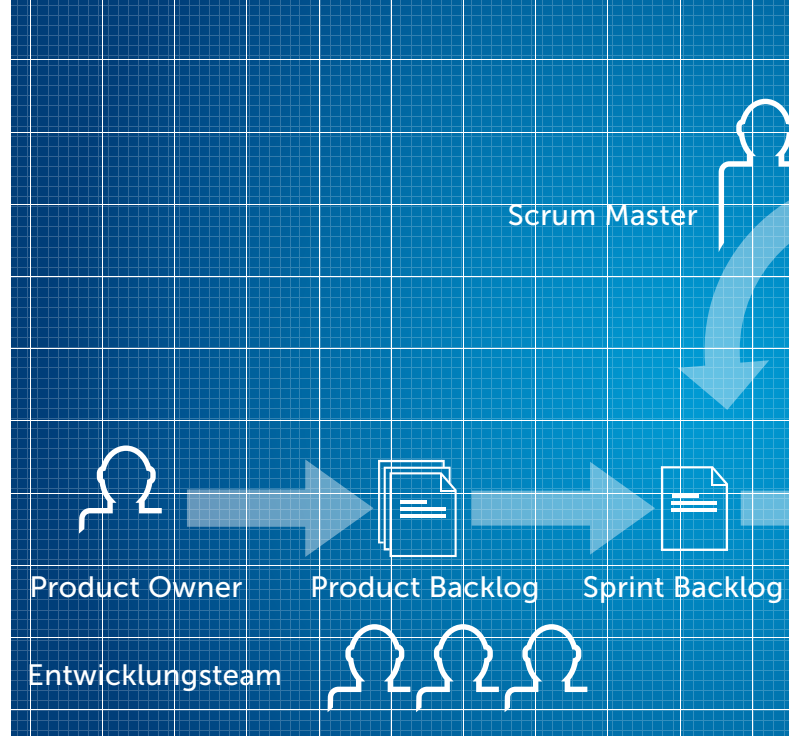 Scrum Master
Product Owner
Product Backlog
Sprint Backlog
Entwicklungsteam